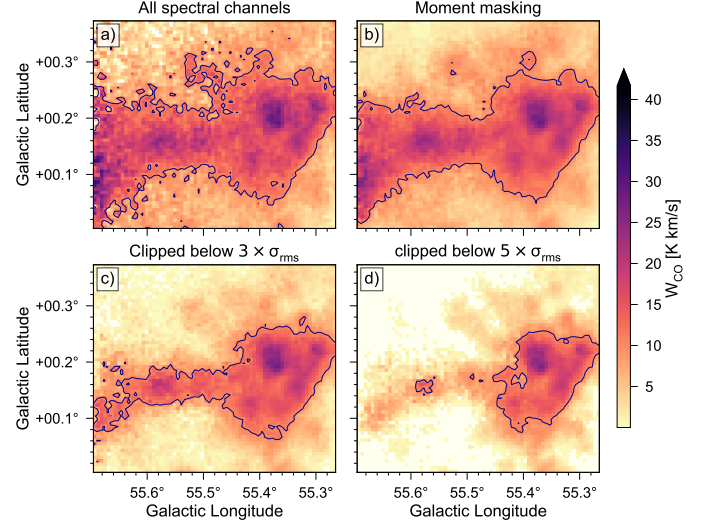 All spectral channels
Moment masking
a)
b)
+00.3°
+00.2°
+00.1°
Galactic Latitude
Clipped below 3 × σrms
clipped below 5 × σrms
c)
d)
+00.3°
+00.2°
+00.1°
Galactic Latitude
55.6° 55.5° 55.4° 55.3°
55.6° 55.5° 55.4° 55.3°
Galactic Longitude
Galactic Longitude
40
35
30
25
20
15
10
5
WCO [K km/s]